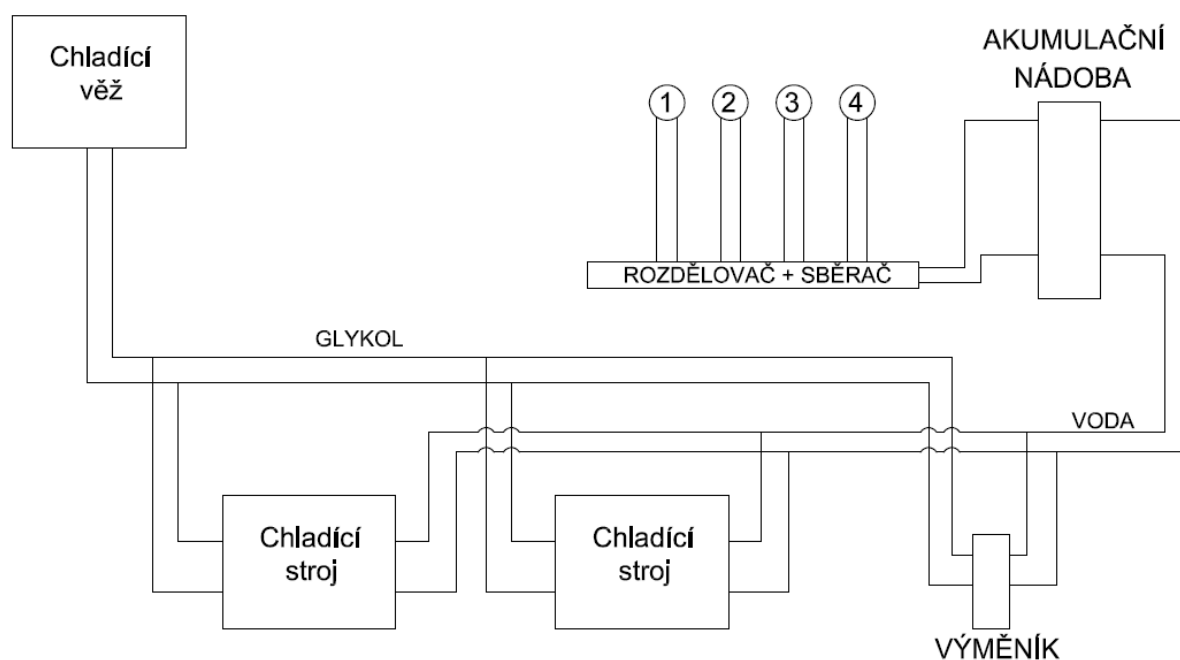 Chladící
věž
AKUMULAČNÍ
NÁDOBA
1 2 3 4
ROZDĚLOVAČ + SBĚRAČ
GLYKOL
VODA
Chladící
stroj
Chladící
stroj
VÝMĚNÍK